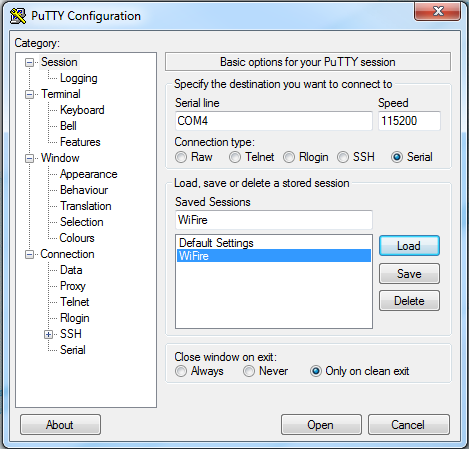 PuTTY Configuration
Category:
Session
Logging
Terminal
Keyboard
Bell
Features
Window
Appearance
Behaviour
Translation
Selection
Colours
Connection
Data
Proxy
Telnet
Rlogin
SSH
Serial
Basic options for your PuTTY session
Specify the destination you want to connect to
Serial line Speed
COM4 115200
Connection type:
Raw Telnet Rlogin SSH Serial
Load, save or delete a stored session
Saved Sessions
WiFire
Default Settings
WiFire
Load
Save
Delete
Close window on exit:
Always Never Only on clean exit
About Open Cancel